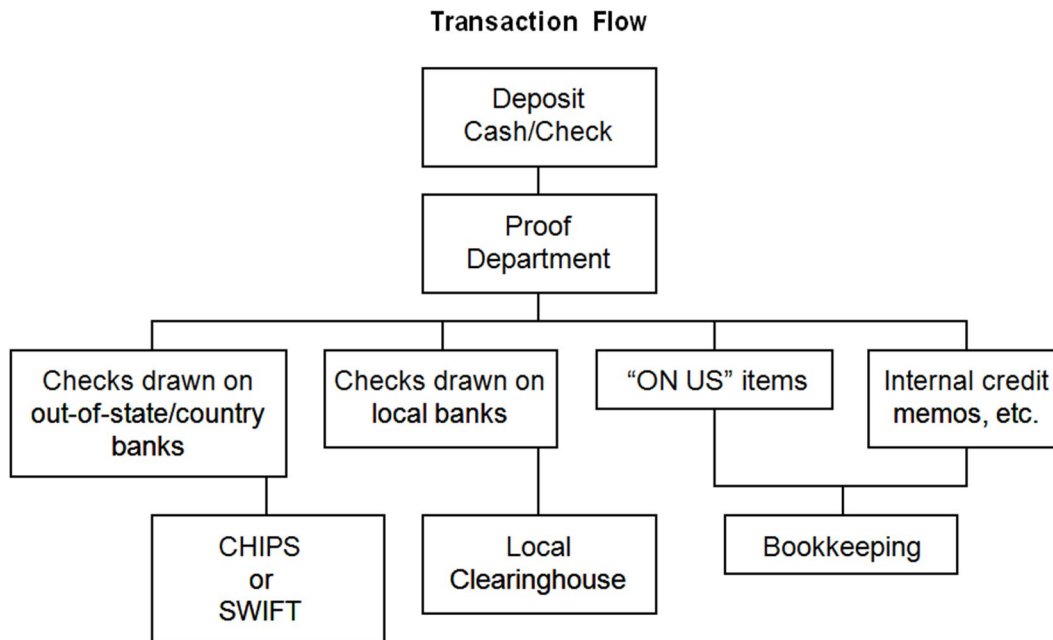 Transaction Flow
Deposit
Cash/Check
Proof
Department
Checks drawn on
out-of-state/country
banks
Checks drawn on
local banks
“ON US” items
Internal credit
memos, etc.
CHIPS
or
SWIFT
Local
Clearinghouse
Bookkeeping